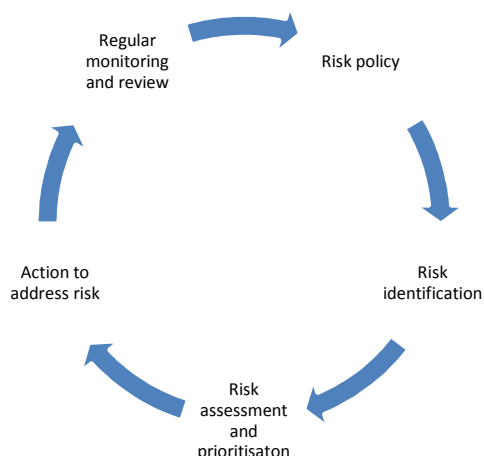 Regular
monitoring
and review
Risk policy
Risk
identification
Risk
assessment
and
prioritisaton
Action to
address risk